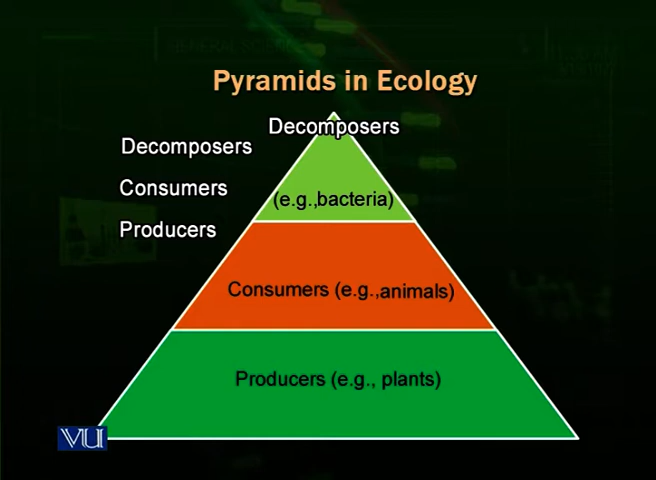 Pyramids in Ecology
Decomposers
Decomposers
Consumers
(e.g.,bacteria)
Producers
Consumers (e.g.,animals)
Producers (e.g., plants)
VU